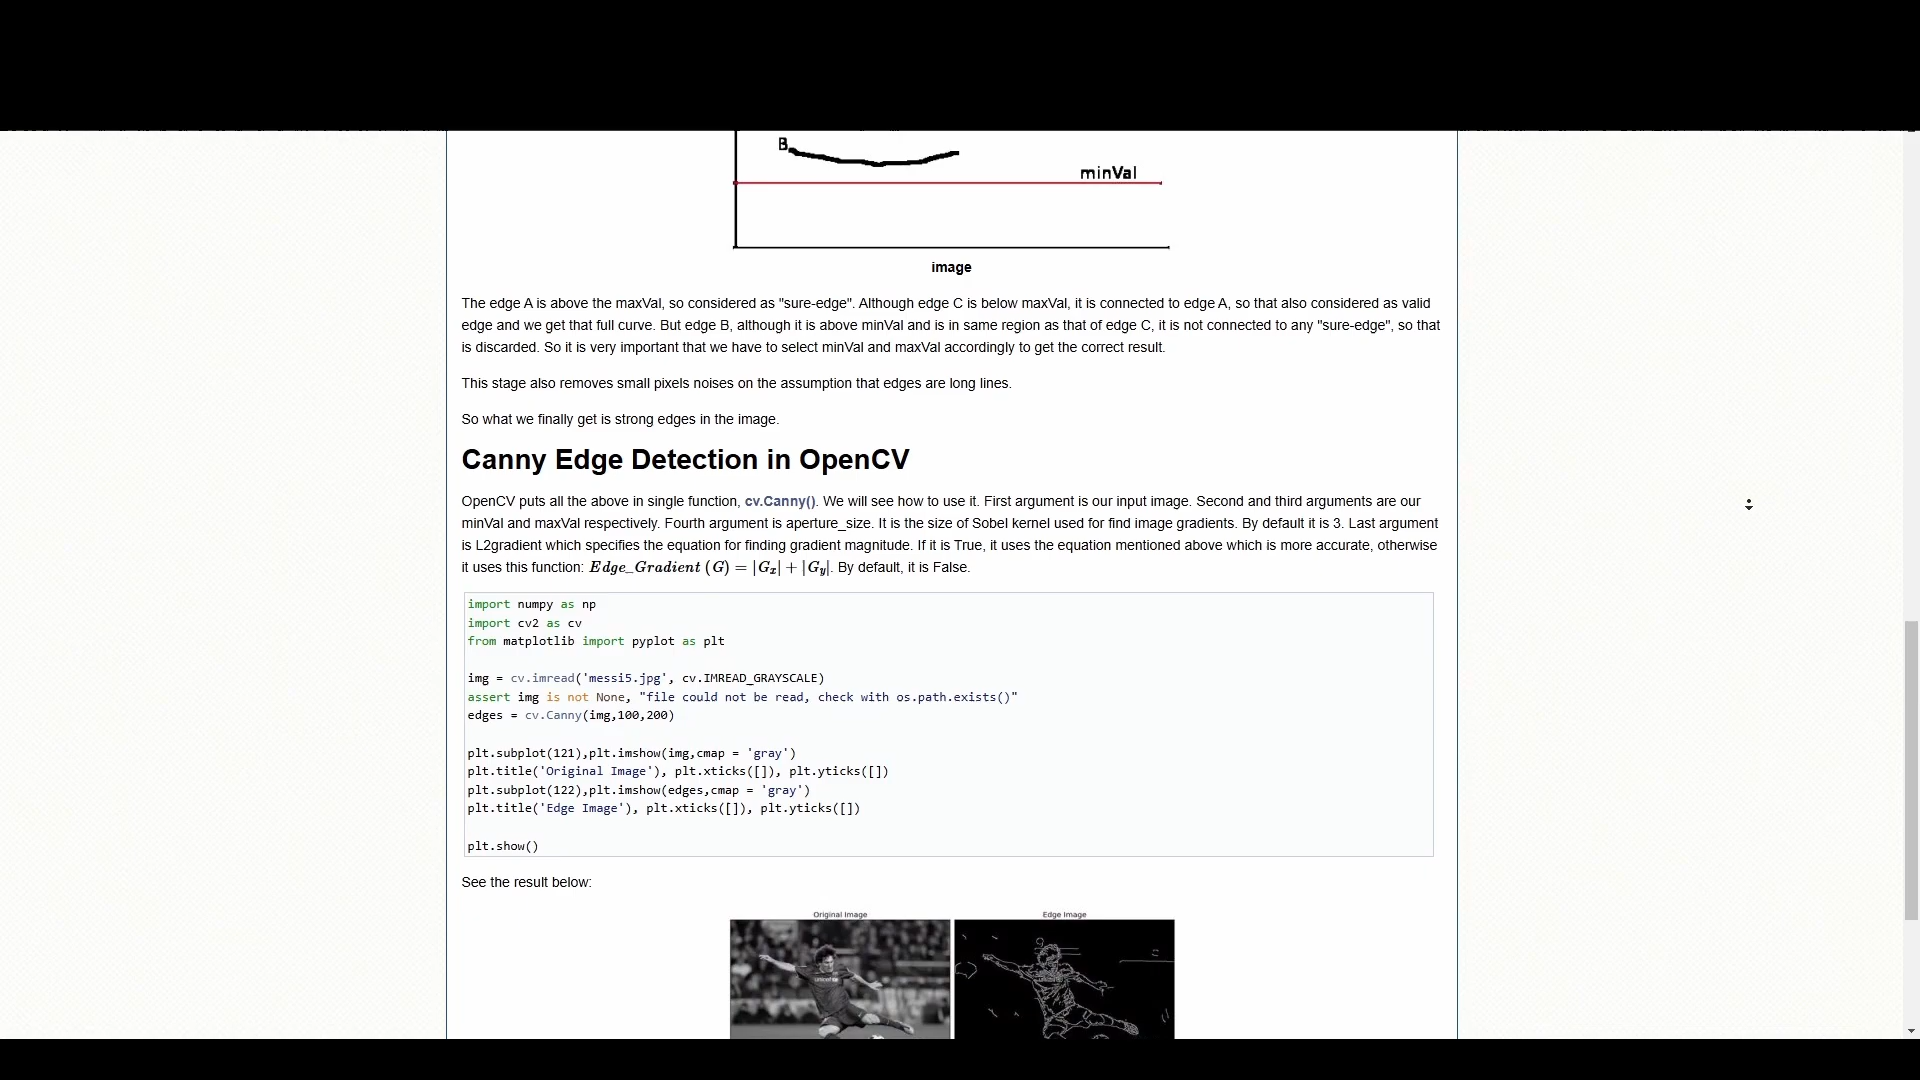 B
minVal
image
The edge A is above the maxVal, so considered as "sure-edge". Although edge C is below maxVal, it is connected to edge A, so that also considered as valid
edge and we get that full curve. But edge B, although it is above minVal and is in same region as that of edge C, it is not connected to any "sure-edge", so that
is discarded. So it is very important that we have to select minVal and maxVal accordingly to get the correct result.
This stage also removes small pixels noises on the assumption that edges are long lines.
So what we finally get is strong edges in the image.
Canny Edge Detection in OpenCV
OpenCV puts all the above in single function, cv.Canny(). We will see how to use it. First argument is our input image. Second and third arguments are our
minVal and maxVal respectively. Fourth argument is aperture_size. It is the size of Sobel kernel used for find image gradients. By default it is 3. Last argument
is L2gradient which specifies the equation for finding gradient magnitude. If it is True, it uses the equation mentioned above which is more accurate, otherwise
it uses this function: Edge_Gradient (G) = |Gx| + |Gy|. By default, it is False.
import numpy as np
import cv2 as cv
from matplotlib import pyplot as plt
img = cv.imread('messi5.jpg', cv.IMREAD_GRAYSCALE)
assert img is not None, "file could not be read, check with os.path.exists()"
edges = cv.Canny(img,100,200)
plt.subplot(121),plt.imshow(img,cmap = 'gray')
plt.title('Original Image'), plt.xticks([]), plt.yticks([])
plt.subplot(122),plt.imshow(edges,cmap = 'gray')
plt.title('Edge Image'), plt.xticks([]), plt.yticks([])
plt.show()
See the result below:
Original Image Edge Image